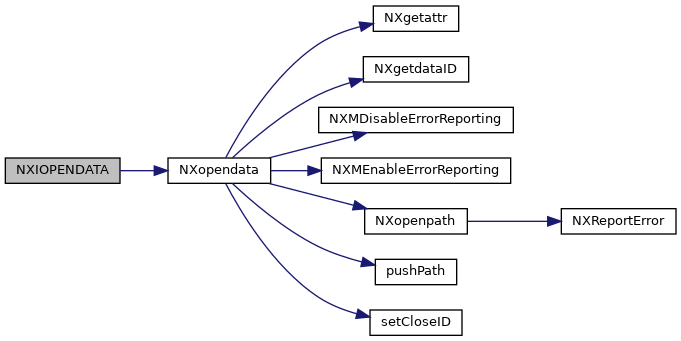 NXgetattr
NXgetdataID
NXMDisableErrorReporting
NXIOPENDATA
NXopendata
NXMEnableErrorReporting
NXopenpath
NXReportError
pushPath
setCloseID